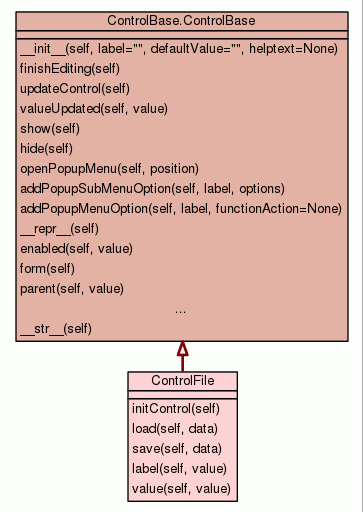 ControlBase.ControlBase
__init__(self, label="", defaultValue="", helptext=None)
finishEditing(self)
updateControl(self)
valueUpdated(self, value)
show(self)
hide(self)
openPopupMenu(self, position)
addPopupSubMenuOption(self, label, options)
addPopupMenuOption(self, label, functionAction=None)
__repr__(self)
enabled(self, value)
form(self)
parent(self, value)
...
__str__(self)
ControlFile
initControl(self)
load(self, data)
save(self, data)
label(self, value)
value(self, value)